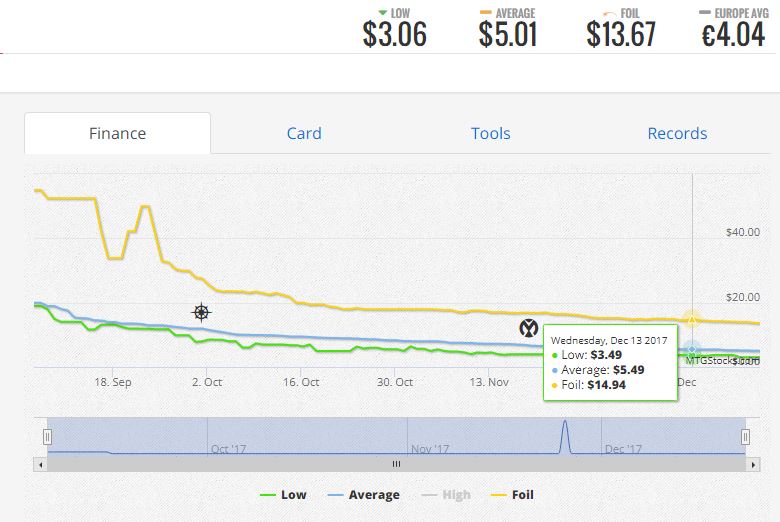 LOW AVERAGE FOIL EUROPE AVG
$3.06 $5.01 $13.67 €4.04
Finance Card Tools Records
$40.00
$20.00
Wednesday, Dec 13 2017
Low: $3.49
Average: $5.49
Foil: $14.94
$0.00
18. Sep 2. Oct 16. Oct 30. Oct 13. Nov Dec
Oct '17 Nov '17 Dec '17
Low Average High Foil